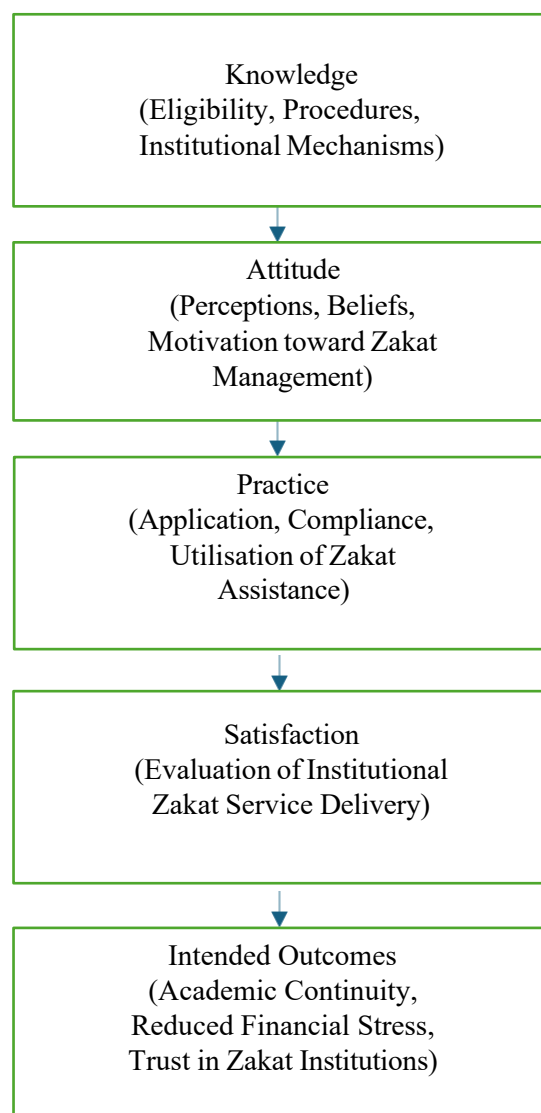 Knowledge
(Eligibility, Procedures,
Institutional Mechanisms)
Attitude
(Perceptions, Beliefs,
Motivation toward Zakat
Management)
Practice
(Application, Compliance,
Utilisation of Zakat
Assistance)
Satisfaction
(Evaluation of Institutional
Zakat Service Delivery)
Intended Outcomes
(Academic Continuity,
Reduced Financial Stress,
Trust in Zakat Institutions)